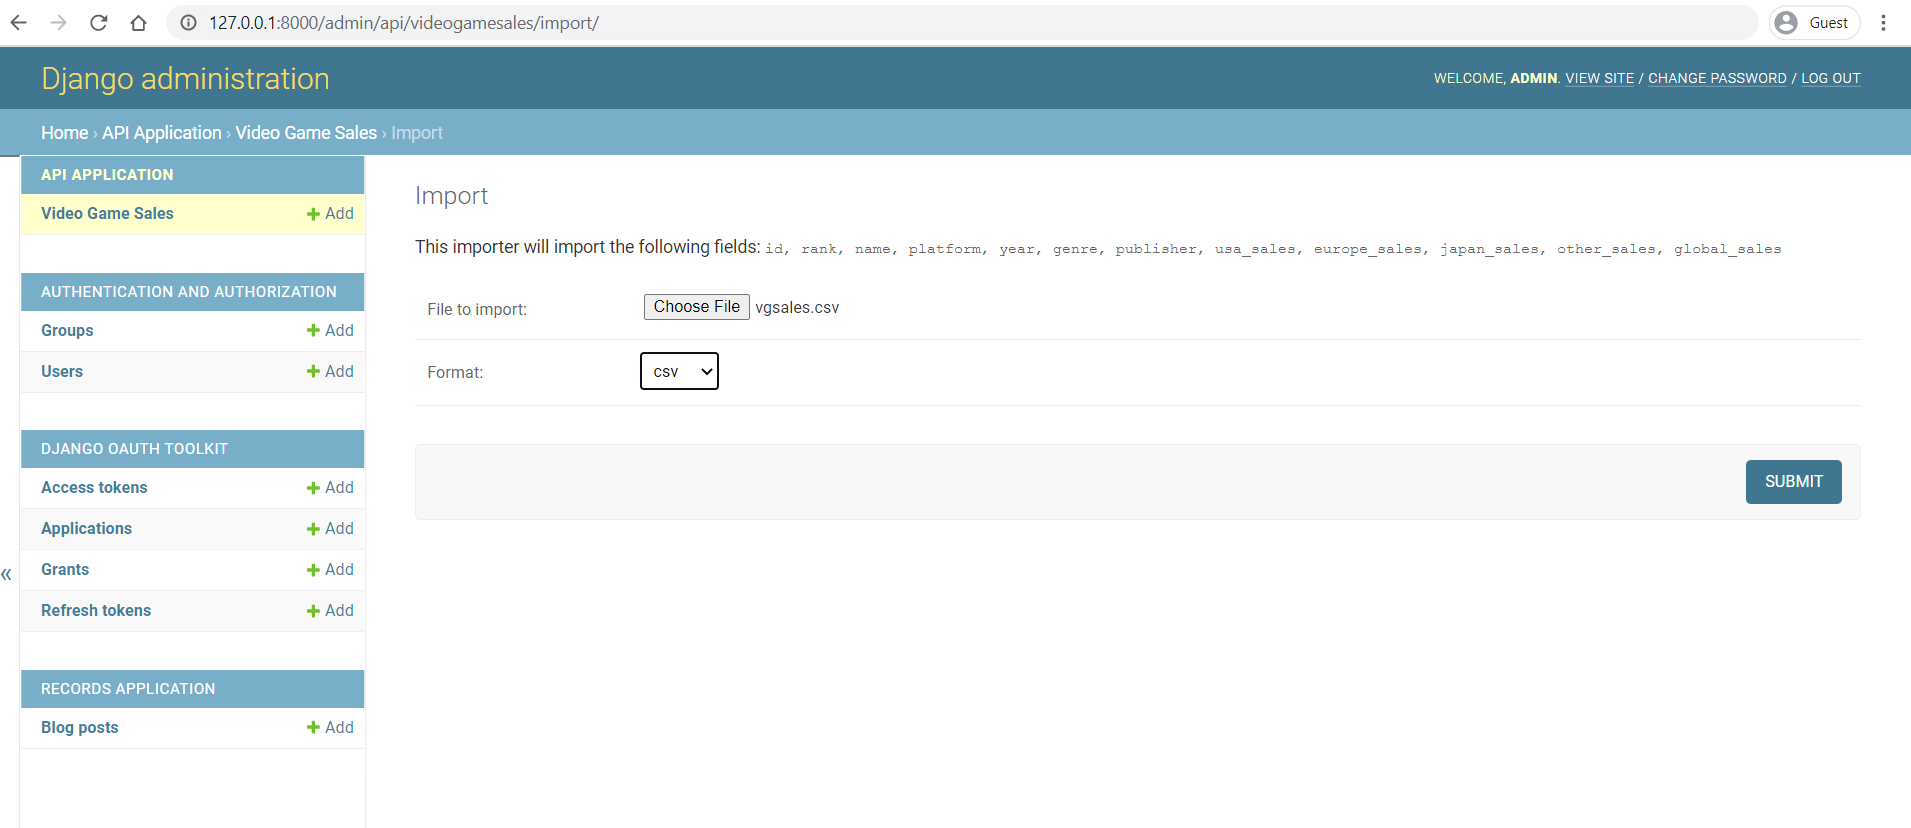 127.0.0.1:8000/admin/api/videogamesales/import/
Guest
Django administration
WELCOME, ADMIN. VIEW SITE / CHANGE PASSWORD / LOG OUT
Home › API Application › Video Game Sales › Import
API APPLICATION
Video Game Sales
Add
AUTHENTICATION AND AUTHORIZATION
Groups
Add
Users
Add
DJANGO OAUTH TOOLKIT
Access tokens
Add
Applications
Add
Grants
Add
Refresh tokens
Add
RECORDS APPLICATION
Blog posts
Add
«
Import
This importer will import the following fields: id, rank, name, platform, year, genre, publisher, usa_sales, europe_sales, japan_sales, other_sales, global_sales
File to import:
Choose File vgsales.csv
Format:
csv
SUBMIT